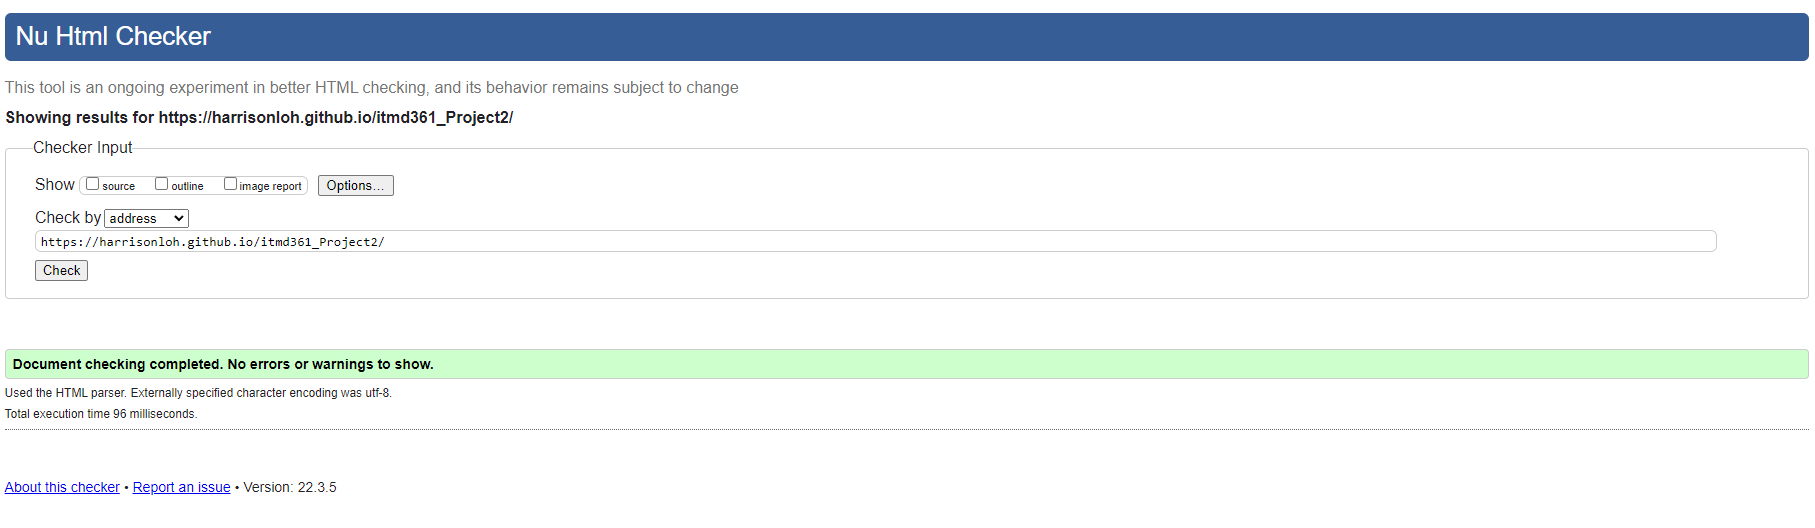 Nu Html Checker
This tool is an ongoing experiment in better HTML checking, and its behavior remains subject to change
Showing results for https://harrisonloh.github.io/itmd361_Project2/
Checker Input
Show source outline image report Options...
Check by address
https://harrisonloh.github.io/itmd361_Project2/
Check
Document checking completed. No errors or warnings to show.
Used the HTML parser. Externally specified character encoding was utf-8.
Total execution time 96 milliseconds.
About this checker • Report an issue • Version: 22.3.5